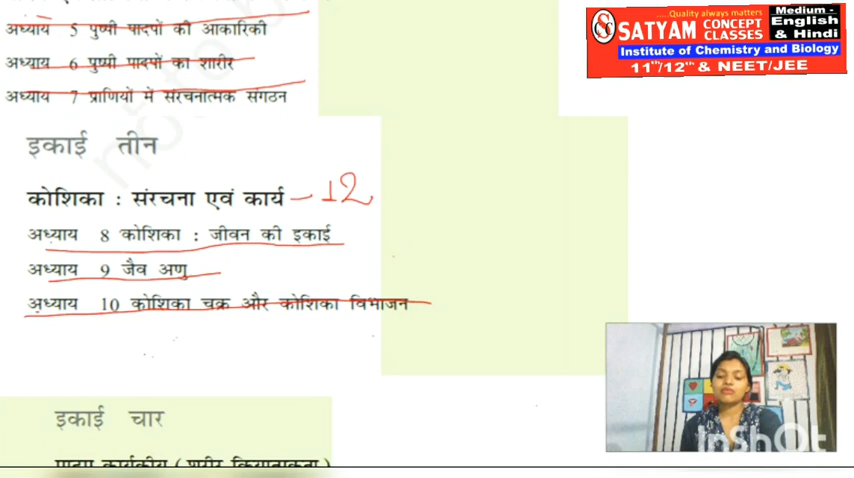 अध्याय 5 पुष्पी पादपों की आकारिकी
अध्याय 6 पुष्पी पादपों का शारीर
अध्याय 7 प्राणियों में संरचनात्मक संगठन
इकाई तीन
कोशिका : संरचना एवं कार्य - 12
अध्याय 8 कोशिका : जीवन की इकाई
अध्याय 9 जैव अणु
अध्याय 10 कोशिका चक्र और कोशिका विभाजन
इकाई चार
.....Quality always matters
CSC
SATYAM CONCEPT CLASSES
Medium - English & Hindi
Institute of Chemistry and Biology
11th/12th & NEET/JEE
InShOt